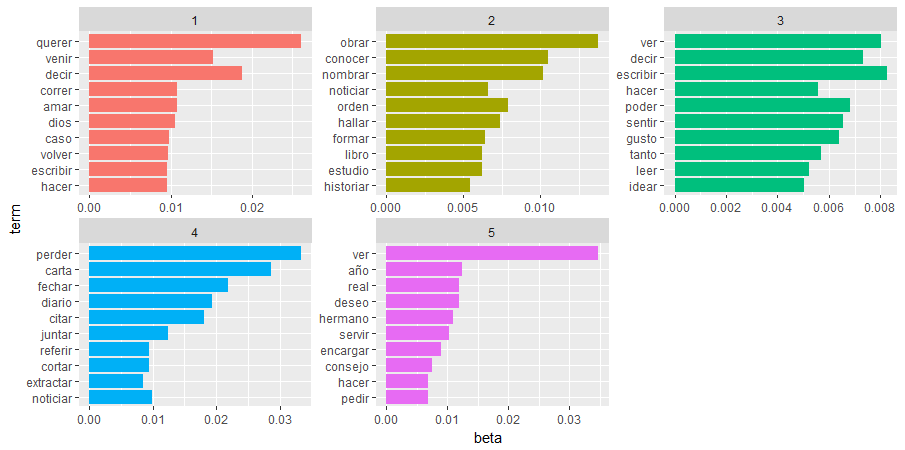 1
querer
venir
decir
correr
amar
dios
caso
volver
escribir
hacer
0.00 0.01 0.02
2
obrar
conocer
nombrar
noticiar
orden
hallar
formar
libro
estudio
historiar
0.000 0.005 0.010
3
ver
decir
escribir
hacer
poder
sentir
gusto
tanto
leer
idear
0.000 0.002 0.004 0.006 0.008
term
4
perder
carta
fechar
diario
citar
juntar
referir
cortar
extractar
noticiar
0.00 0.01 0.02 0.03
5
ver
año
real
deseo
hermano
servir
encargar
consejo
hacer
pedir
0.00 0.01 0.02 0.03
beta